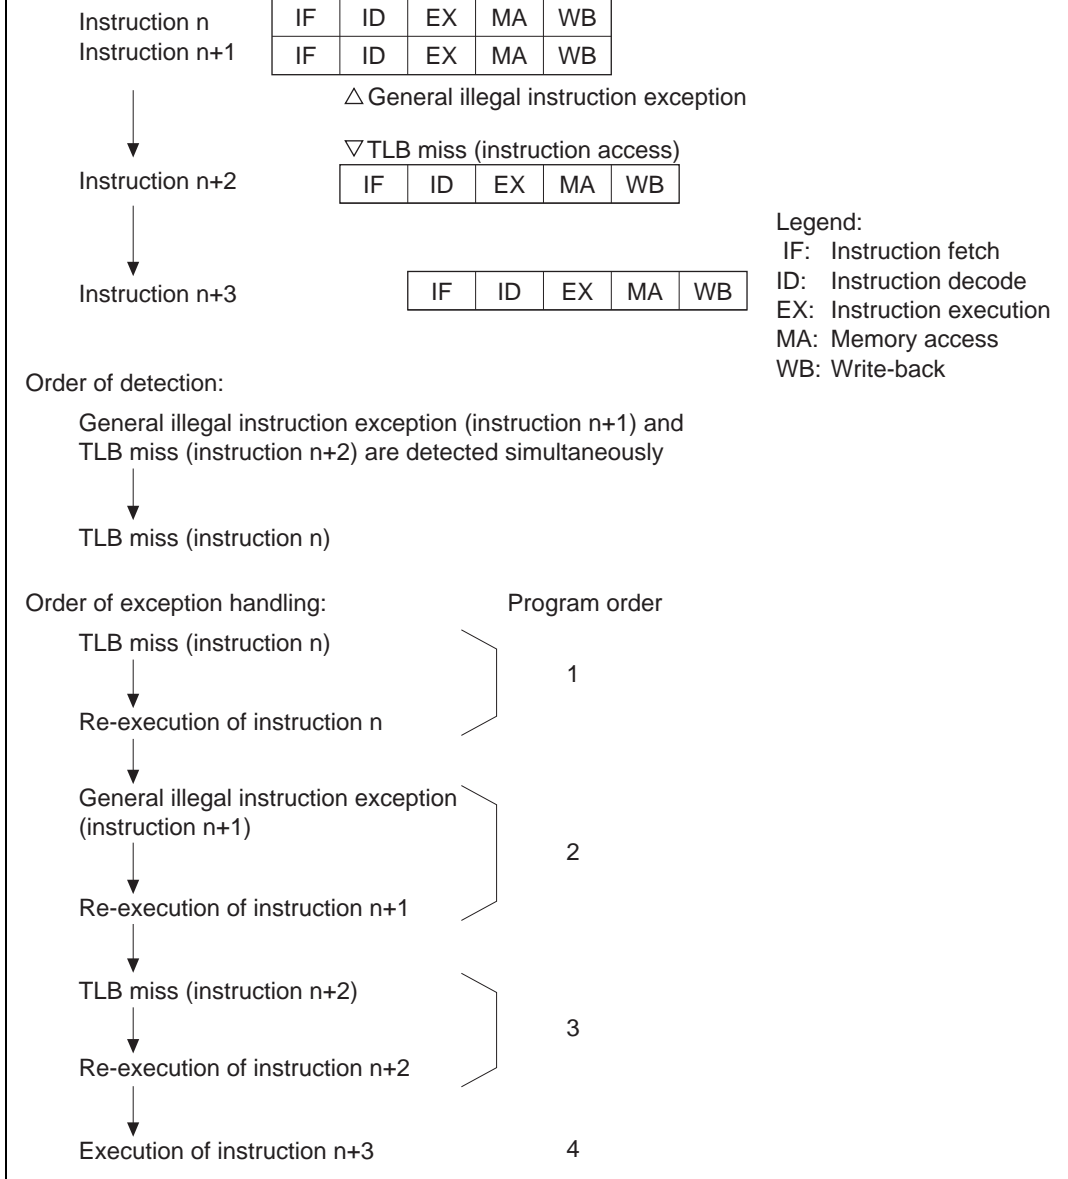 Instruction n IF ID EX MA WB
Instruction n+1 IF ID EX MA WB
△ General illegal instruction exception
▽ TLB miss (instruction access)
Instruction n+2 IF ID EX MA WB
Legend:
IF: Instruction fetch
Instruction n+3 IF ID EX MA WB
ID: Instruction decode
EX: Instruction execution
MA: Memory access
WB: Write-back
Order of detection:
General illegal instruction exception (instruction n+1) and
TLB miss (instruction n+2) are detected simultaneously
TLB miss (instruction n)
Order of exception handling: Program order
TLB miss (instruction n)
1
Re-execution of instruction n
General illegal instruction exception
(instruction n+1)
2
Re-execution of instruction n+1
TLB miss (instruction n+2)
3
Re-execution of instruction n+2
Execution of instruction n+3 4